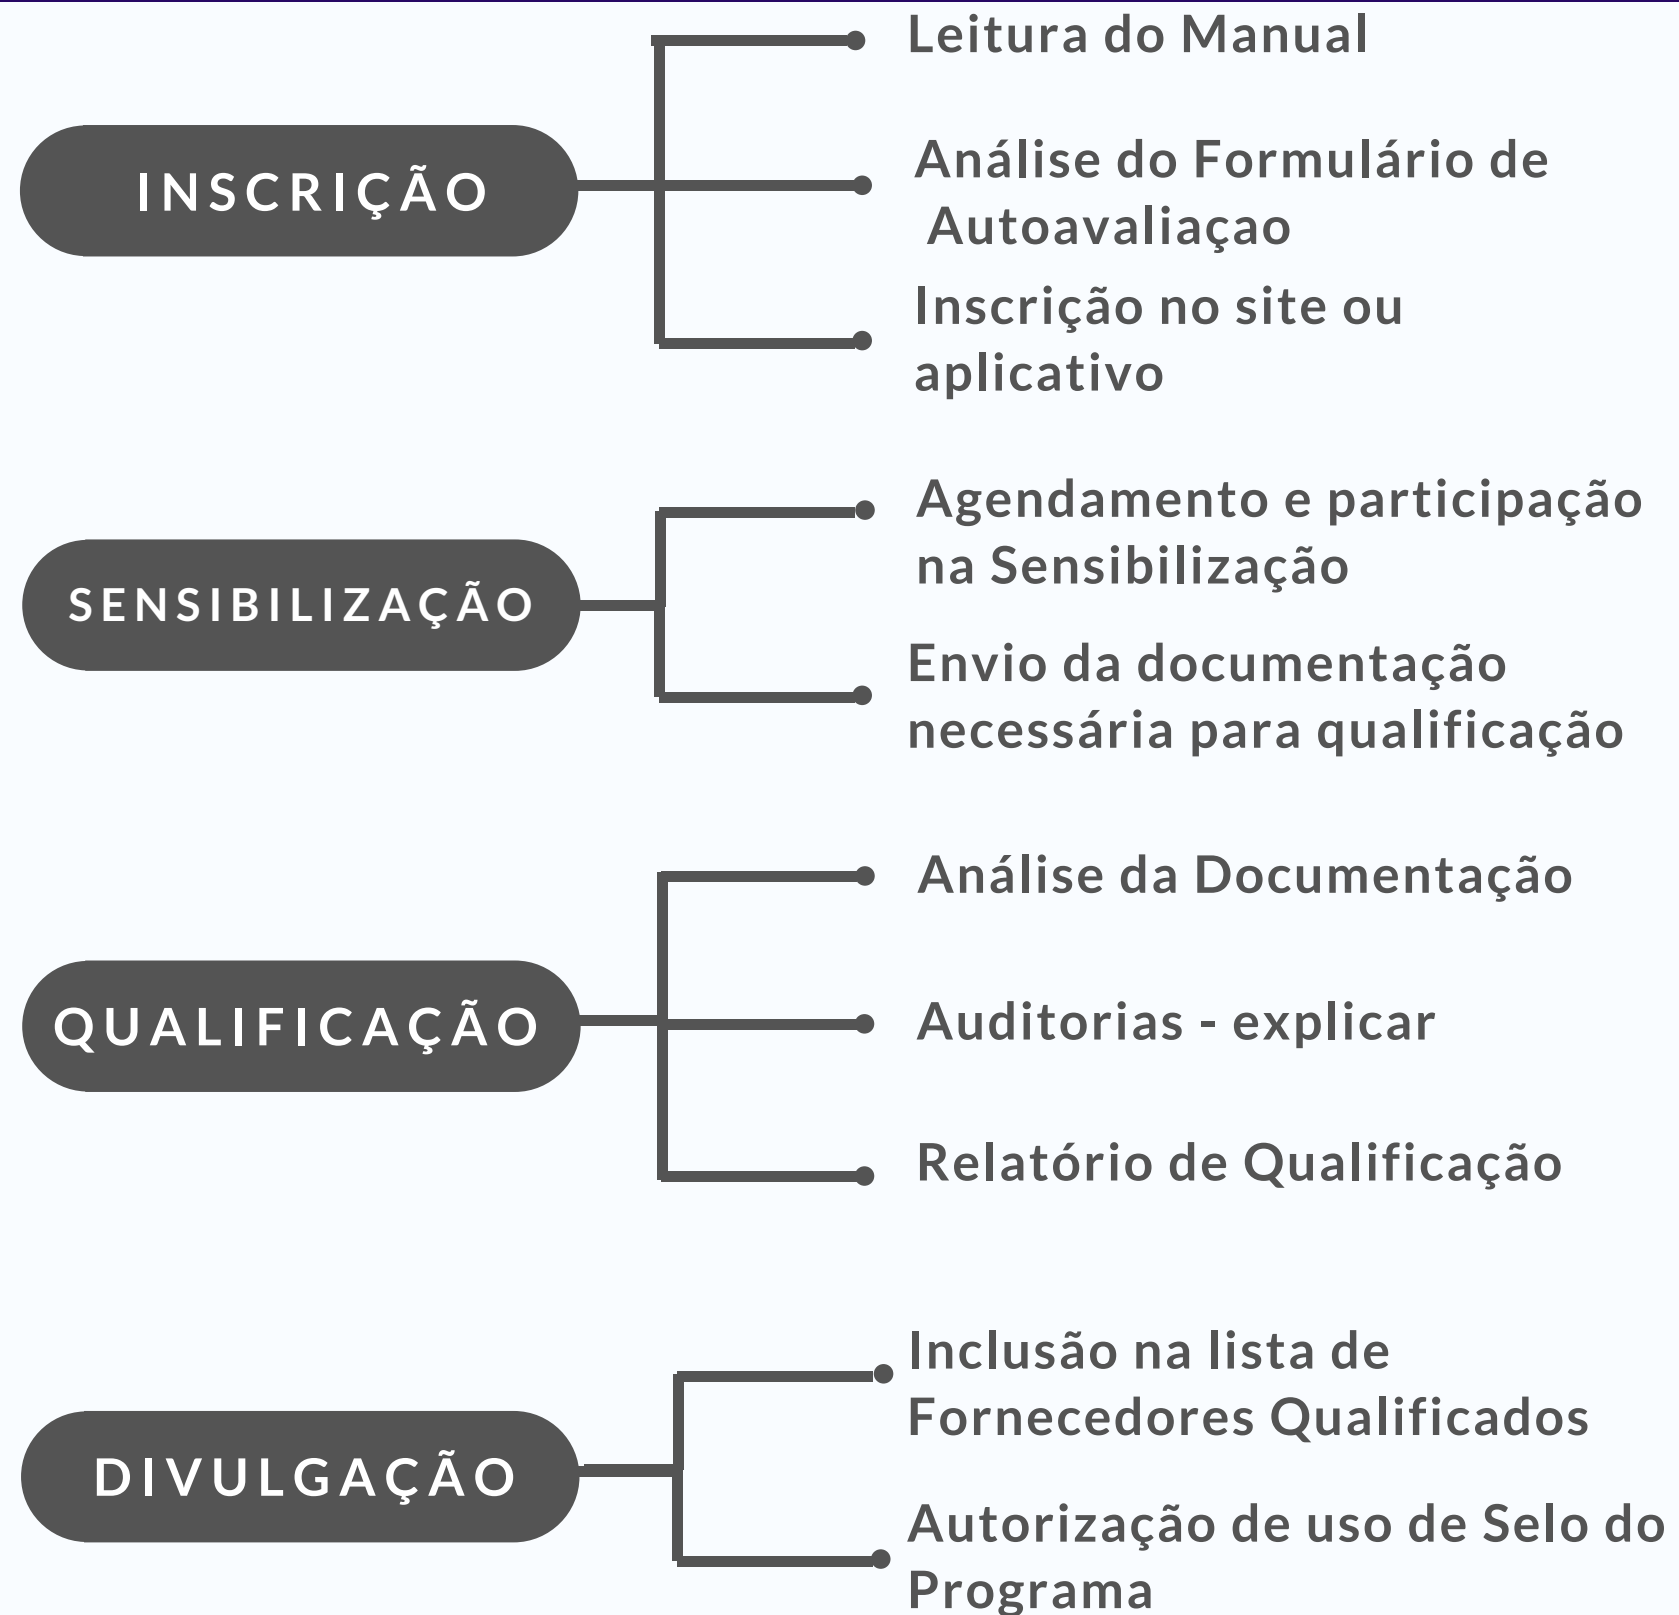 Leitura do Manual
INSCRIÇÃO
Análise do Formulário de
Autoavaliaçao
Inscrição no site ou
aplicativo
SENSIBILIZAÇÃO
Agendamento e participação
na Sensibilização
Envio da documentação
necessária para qualificação
QUALIFICAÇÃO
Análise da Documentação
Auditorias - explicar
Relatório de Qualificação
DIVULGAÇÃO
Inclusão na lista de
Fornecedores Qualificados
Autorização de uso de Selo do
Programa